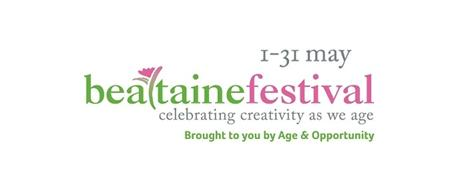 1-31 may
bealtainefestival
celebrating creativity as we age
Brought to you by Age & Opportunity